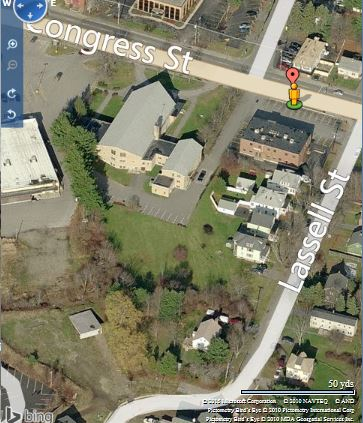 W
E
Congress St
Lassell St
50 yds
bing
© 2010 Microsoft Corporation © 2010 NAVTEQ © AND
Pictometry Bird's Eye © 2010 Pictometry International Corp
Pictometry Bird's Eye © 2010 MDA Geospatial Services Inc.